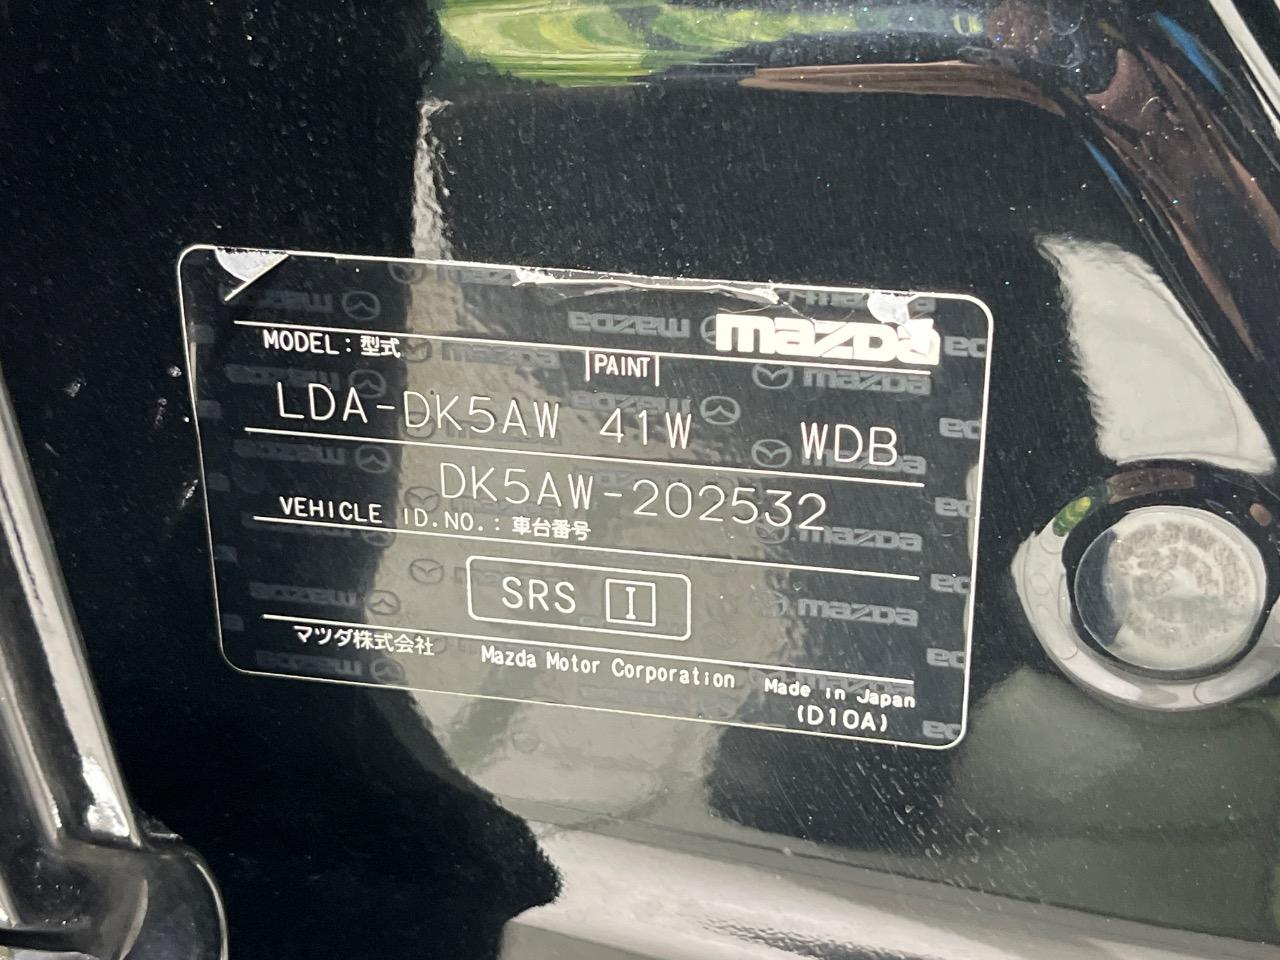 mazda
MODEL : 型式 PAINT
LDA-DK5AW 41W WDB
DK5AW-202532
VEHICLE ID.NO. : 車台番号
SRS I
マツダ株式会社 Mazda Motor Corporation Made in Japan
(D10A)